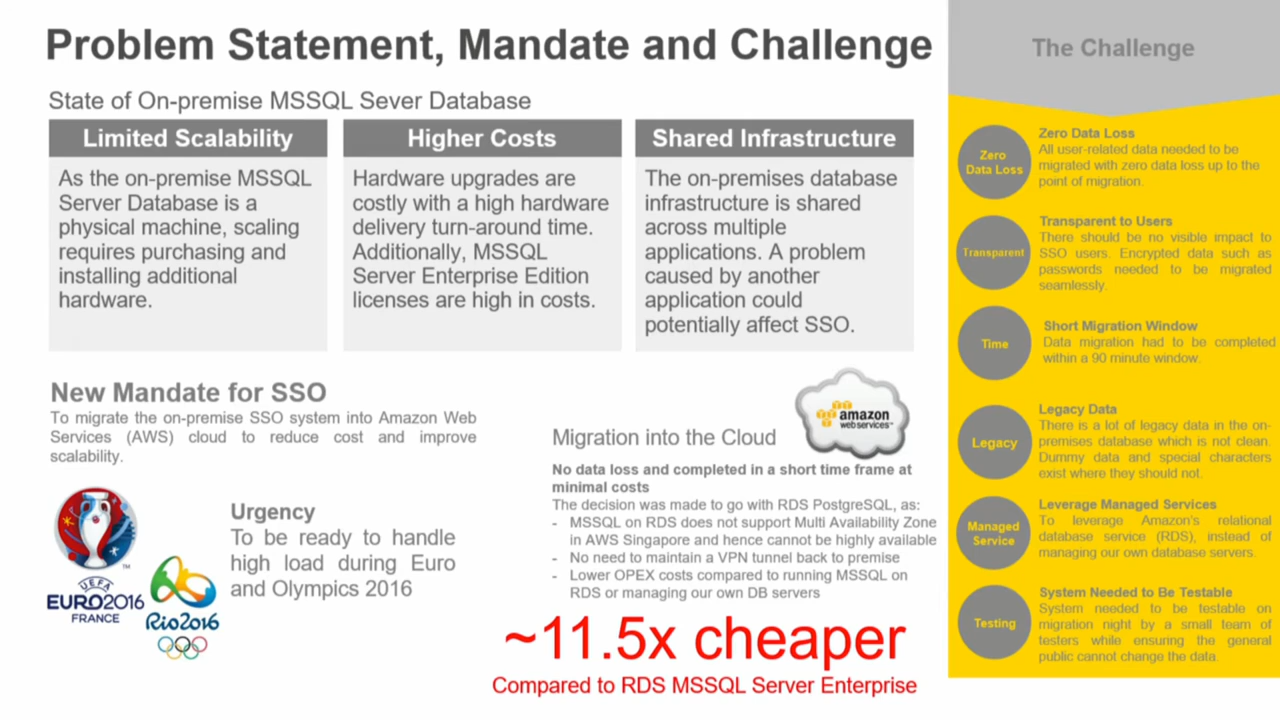 Problem Statement, Mandate and Challenge
State of On-premise MSSQL Sever Database
Limited Scalability
As the on-premise MSSQL
Server Database is a
physical machine, scaling
requires purchasing and
installing additional
hardware.
Higher Costs
Hardware upgrades are
costly with a high hardware
delivery turn-around time.
Additionally, MSSQL
Server Enterprise Edition
licenses are high in costs.
Shared Infrastructure
The on-premises database
infrastructure is shared
across multiple
applications. A problem
caused by another
application could
potentially affect SSO.
New Mandate for SSO
To migrate the on-premise SSO system into Amazon Web
Services (AWS) cloud to reduce cost and improve
scalability.
UEFA
EURO2016
FRANCE
TM
Rio2016
Urgency
To be ready to handle
high load during Euro
and Olympics 2016
Migration into the Cloud
amazon
webservices™
No data loss and completed in a short time frame at
minimal costs
The decision was made to go with RDS PostgreSQL, as:
- MSSQL on RDS does not support Multi Availability Zone
in AWS Singapore and hence cannot be highly available
- No need to maintain a VPN tunnel back to premise
- Lower OPEX costs compared to running MSSQL on
RDS or managing our own DB servers
~11.5x cheaper
Compared to RDS MSSQL Server Enterprise
The Challenge
Zero
Data Loss
Zero Data Loss
All user-related data needed to be
migrated with zero data loss up to the
point of migration.
Transparent
Transparent to Users
There should be no visible impact to
SSO users. Encrypted data such as
passwords needed to be migrated
seamlessly.
Time
Short Migration Window
Data migration had to be completed
within a 90 minute window.
Legacy
Legacy Data
There is a lot of legacy data in the on-
premises database which is not clean.
Dummy data and special characters
exist where they should not.
Managed
Service
Leverage Managed Services
To leverage Amazon's relational
database service (RDS), instead of
managing our own database servers.
Testing
System Needed to Be Testable
System needed to be testable on
migration night by a small team of
testers while ensuring the general
public cannot change the data.